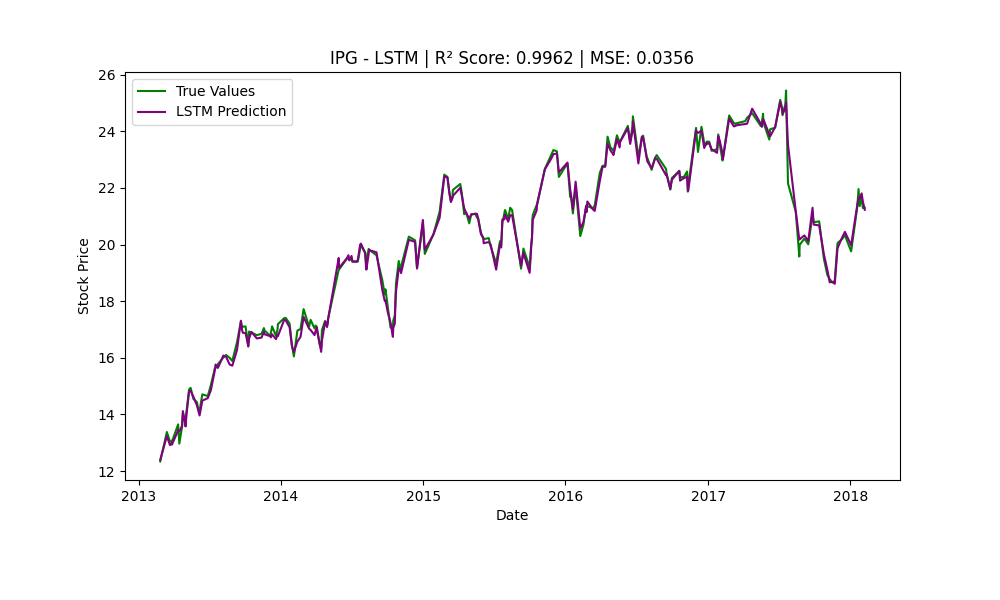 IPG - LSTM | R² Score: 0.9962 | MSE: 0.0356
True Values
LSTM Prediction
Stock Price
26
24
22
20
18
16
14
12
2013 2014 2015 2016 2017 2018
Date